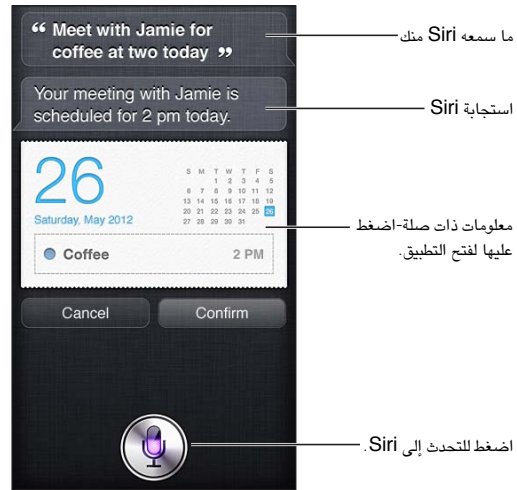 “ Meet with Jamie for
coffee at two today ”
ما سمعه Siri منك
Your meeting with Jamie is
scheduled for 2 pm today.
استجابة Siri
26
Saturday, May 2012
S M T W T F S
1 2 3 4 5
6 7 8 9 10 11 12
13 14 15 16 17 18 19
20 21 22 23 24 25 26
27 28 29 30 31
Coffee 2 PM
معلومات ذات صلة-اضغط
عليها لفتح التطبيق.
Cancel Confirm
اضغط للتحدث إلى Siri.